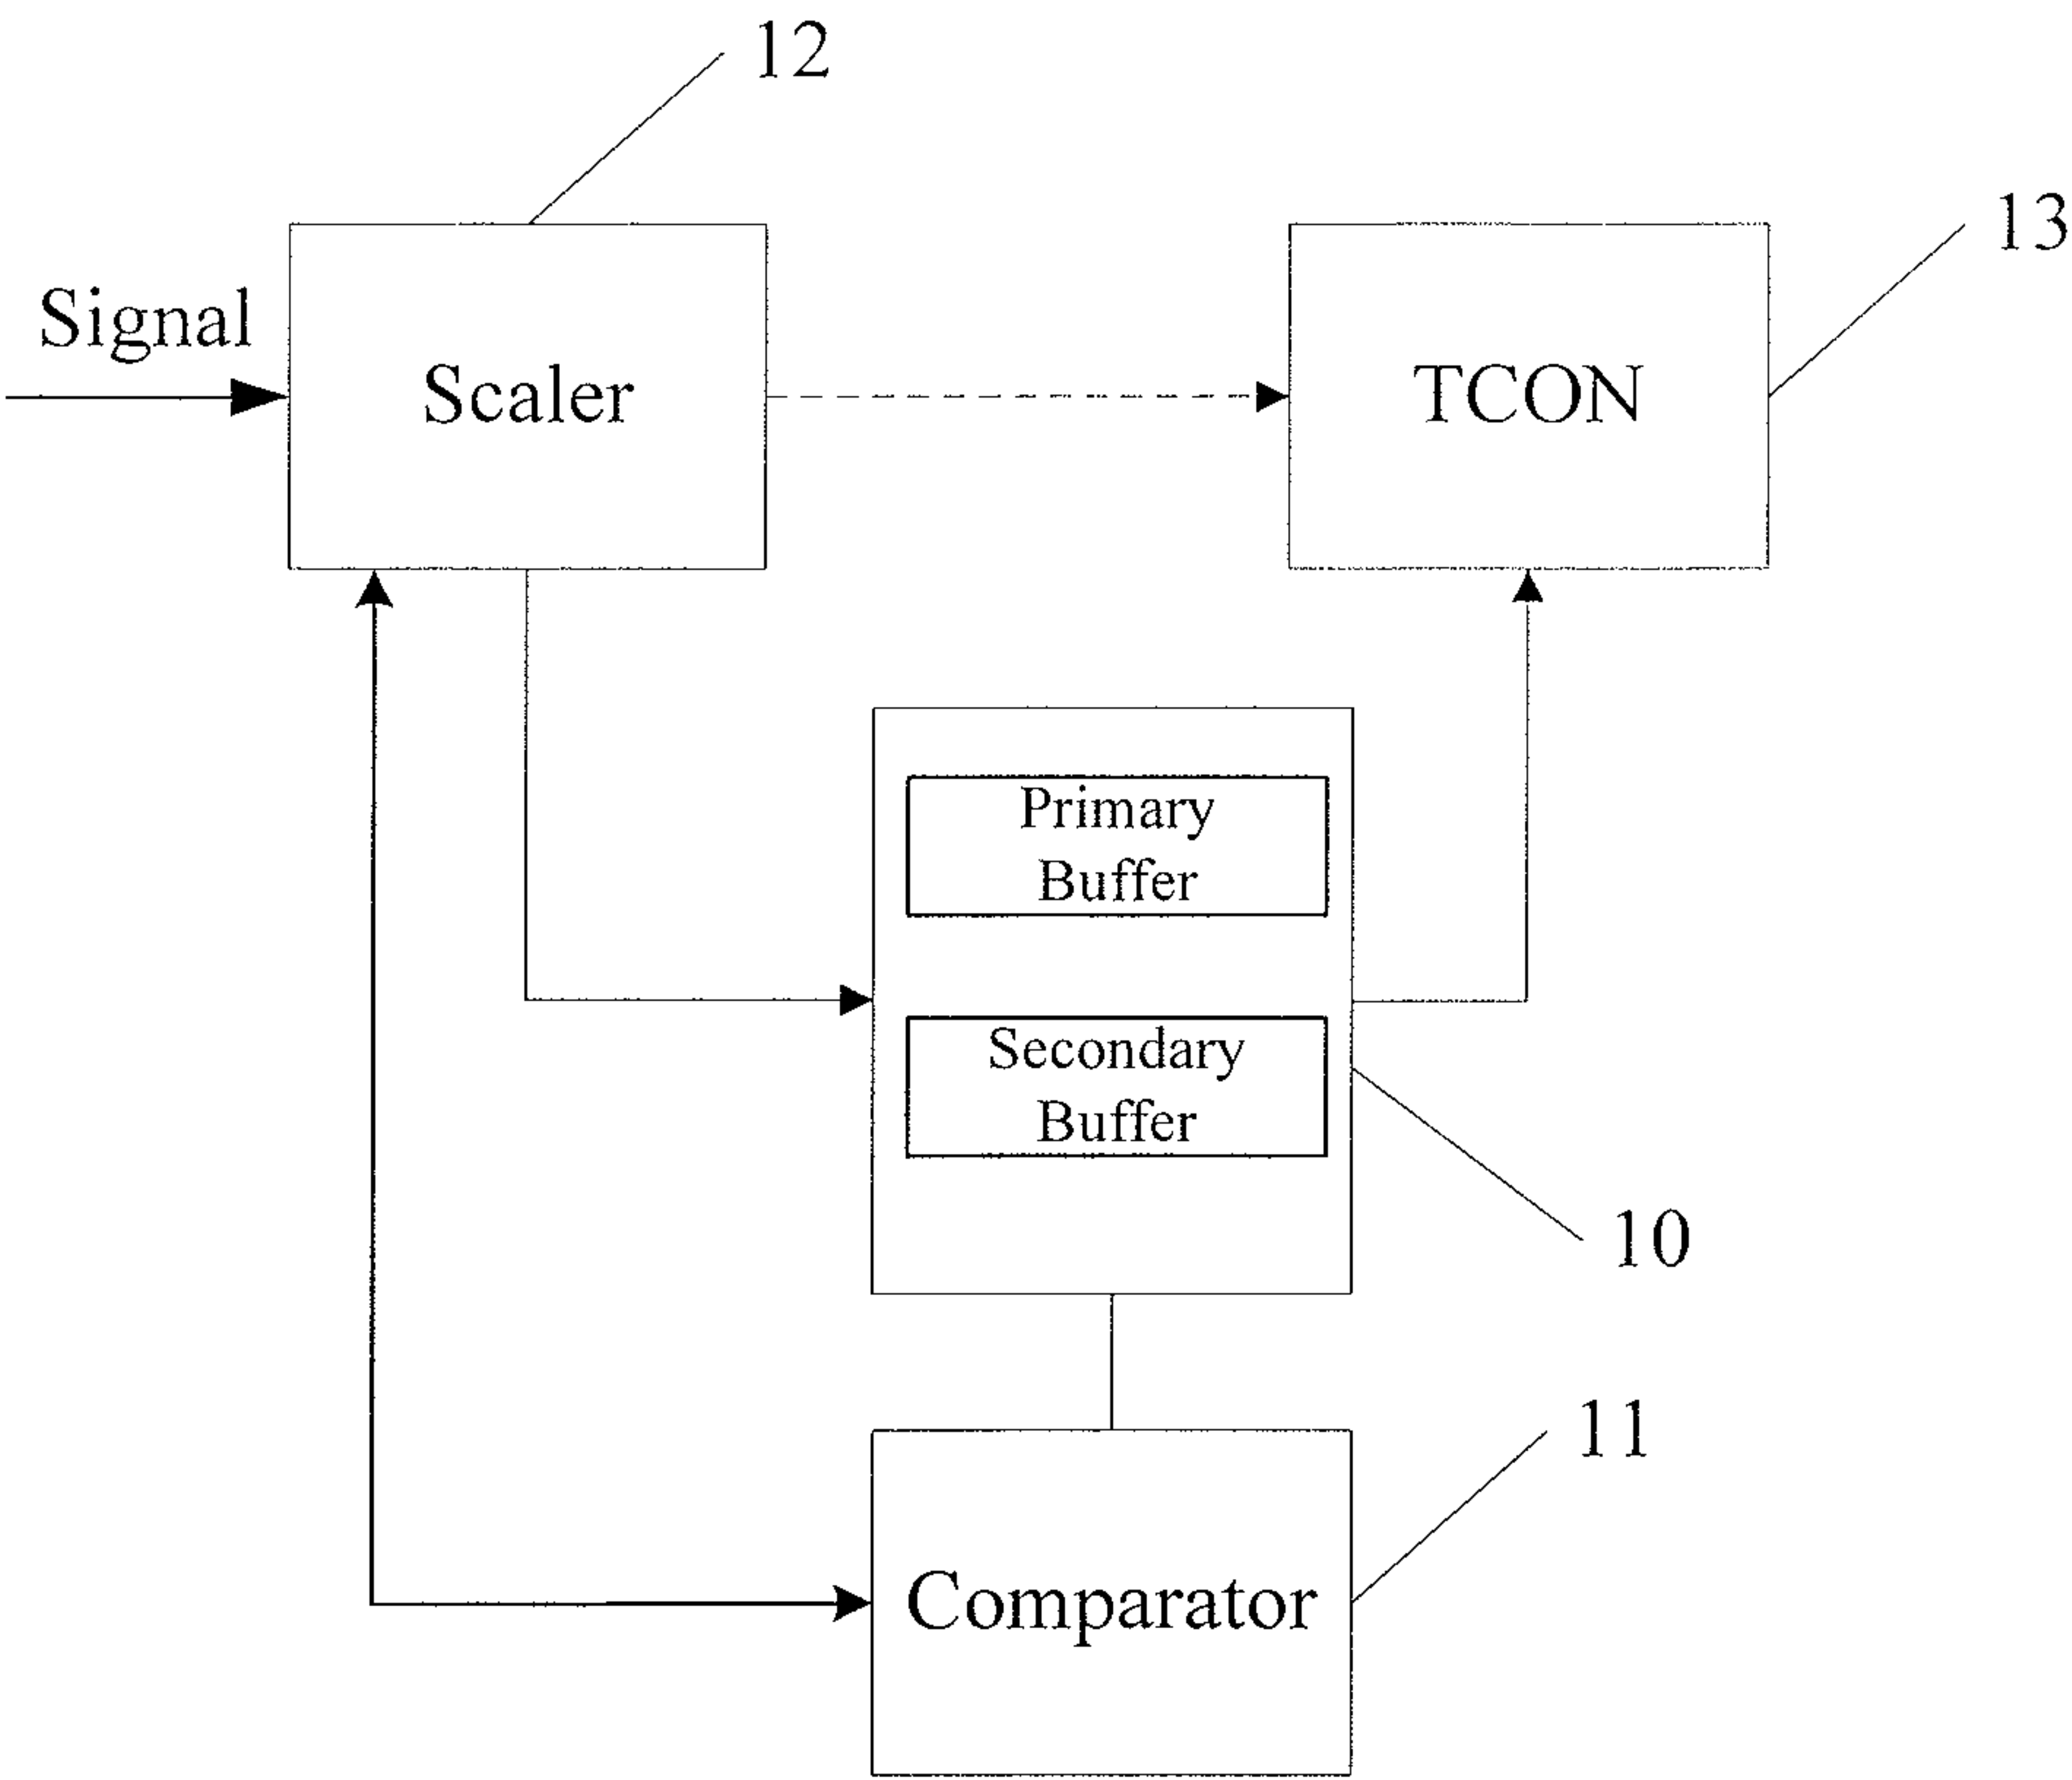 12
13
Signal
Scaler
TCON
Primary
Buffer
Secondary
Buffer
10
11
Comparator